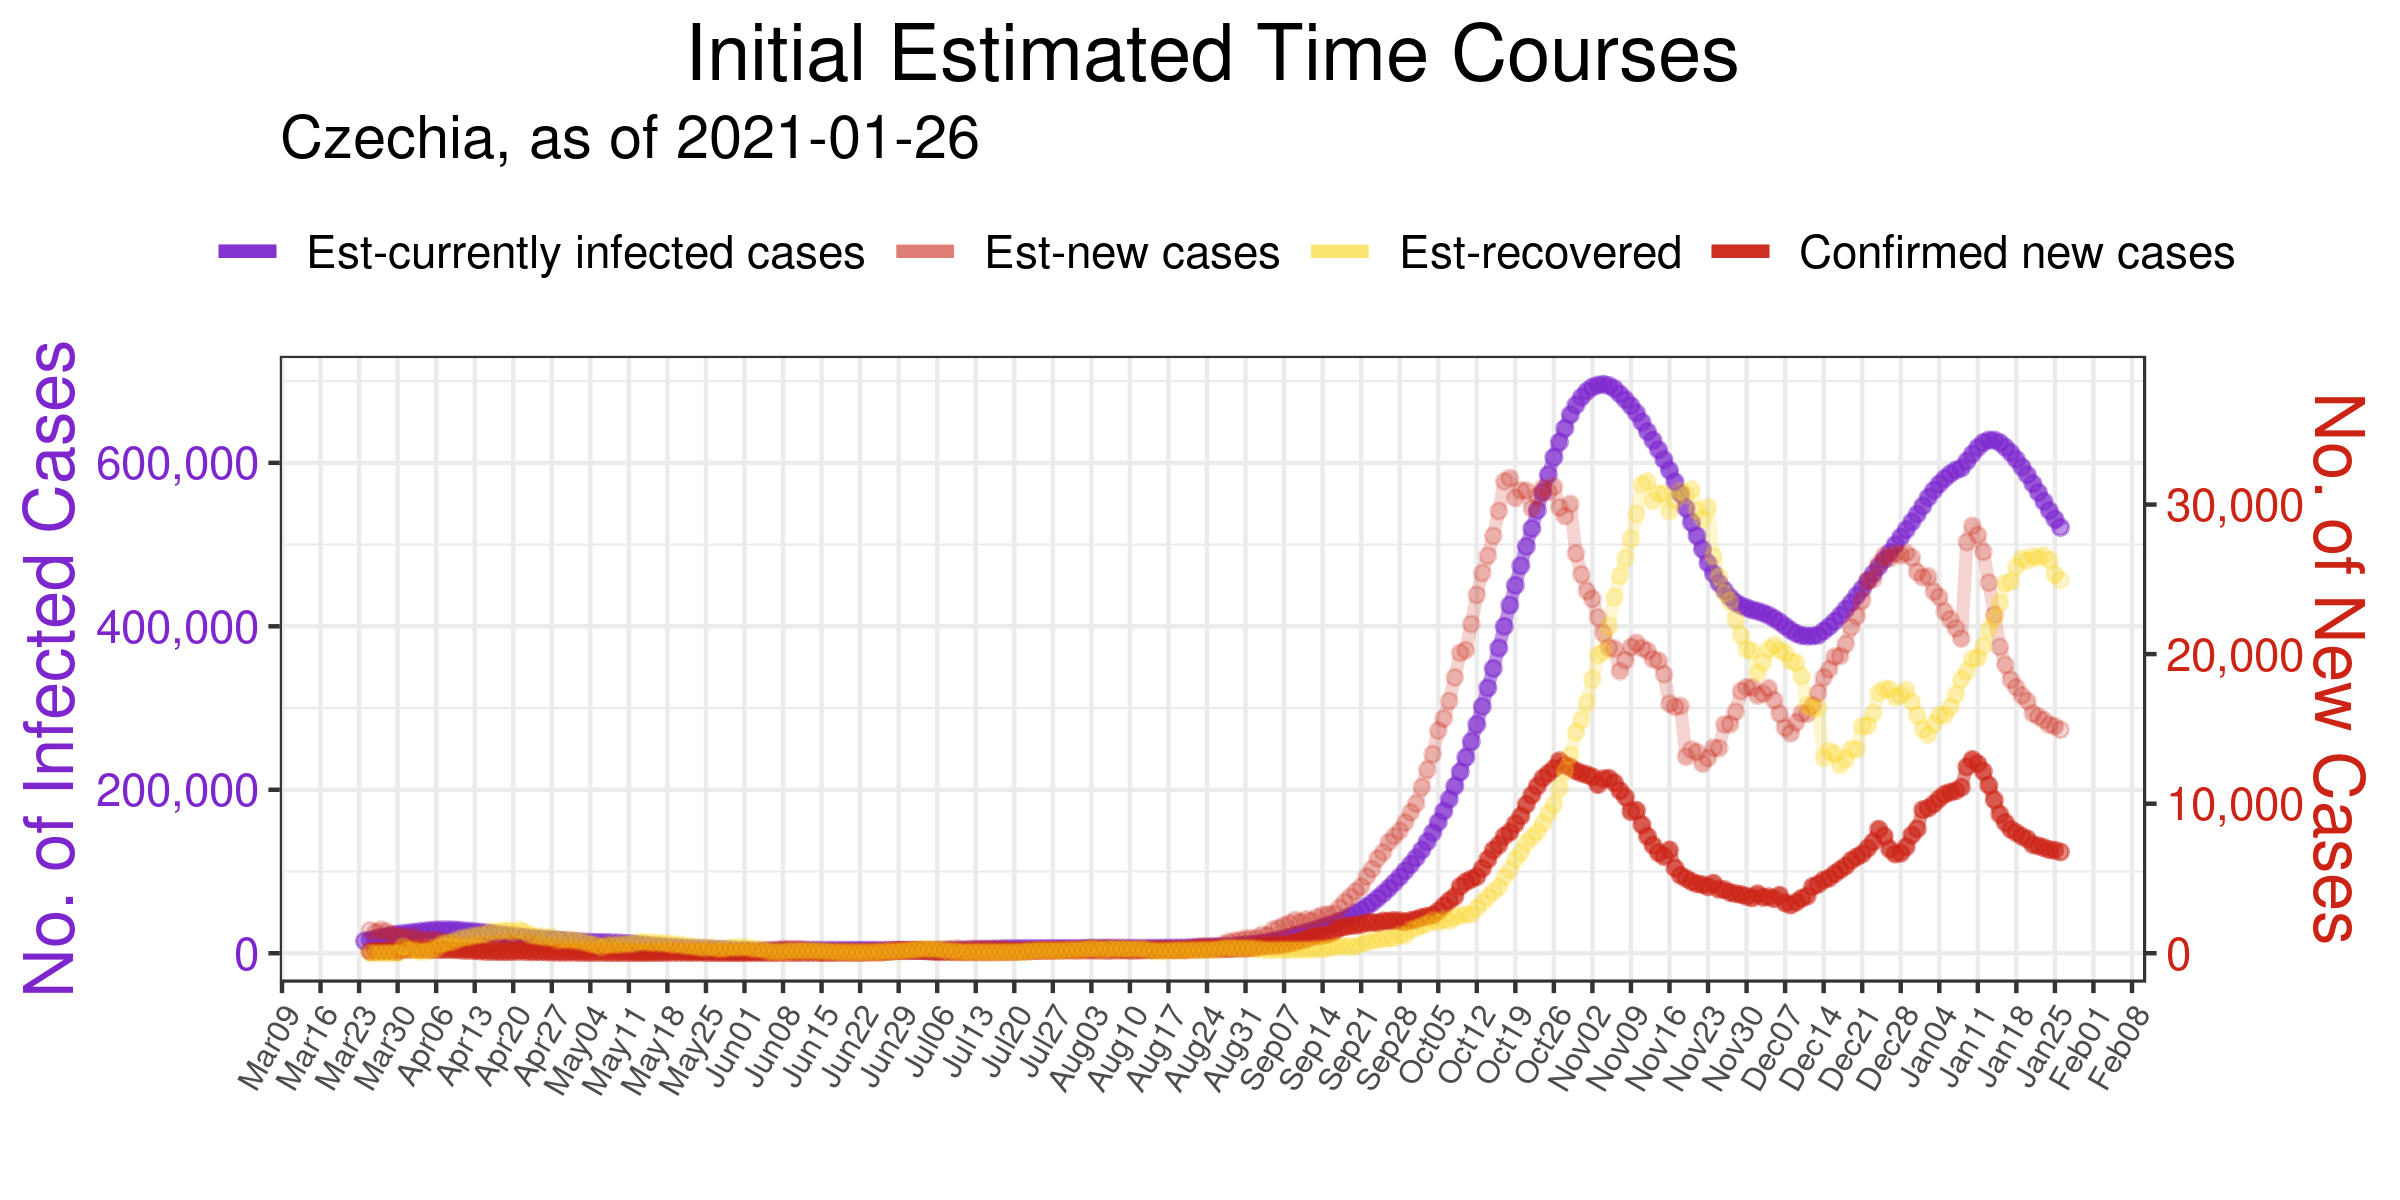 Initial Estimated Time Courses
Czechia, as of 2021-01-26
Est-currently infected cases Est-new cases Est-recovered Confirmed new cases
No. of Infected Cases
600,000
400,000
200,000
0
30,000
20,000
10,000
0
No. of New Cases
Mar09 Mar16 Mar23 Mar30 Apr06 Apr13 Apr20 Apr27 May04 May11 May18 May25 Jun01 Jun08 Jun15 Jun22 Jun29 Jul06 Jul13 Jul20 Jul27 Aug03 Aug10 Aug17 Aug24 Aug31 Sep07 Sep14 Sep21 Sep28 Oct05 Oct12 Oct19 Oct26 Nov02 Nov09 Nov16 Nov23 Nov30 Dec07 Dec14 Dec21 Dec28 Jan04 Jan11 Jan18 Jan25 Feb01 Feb08